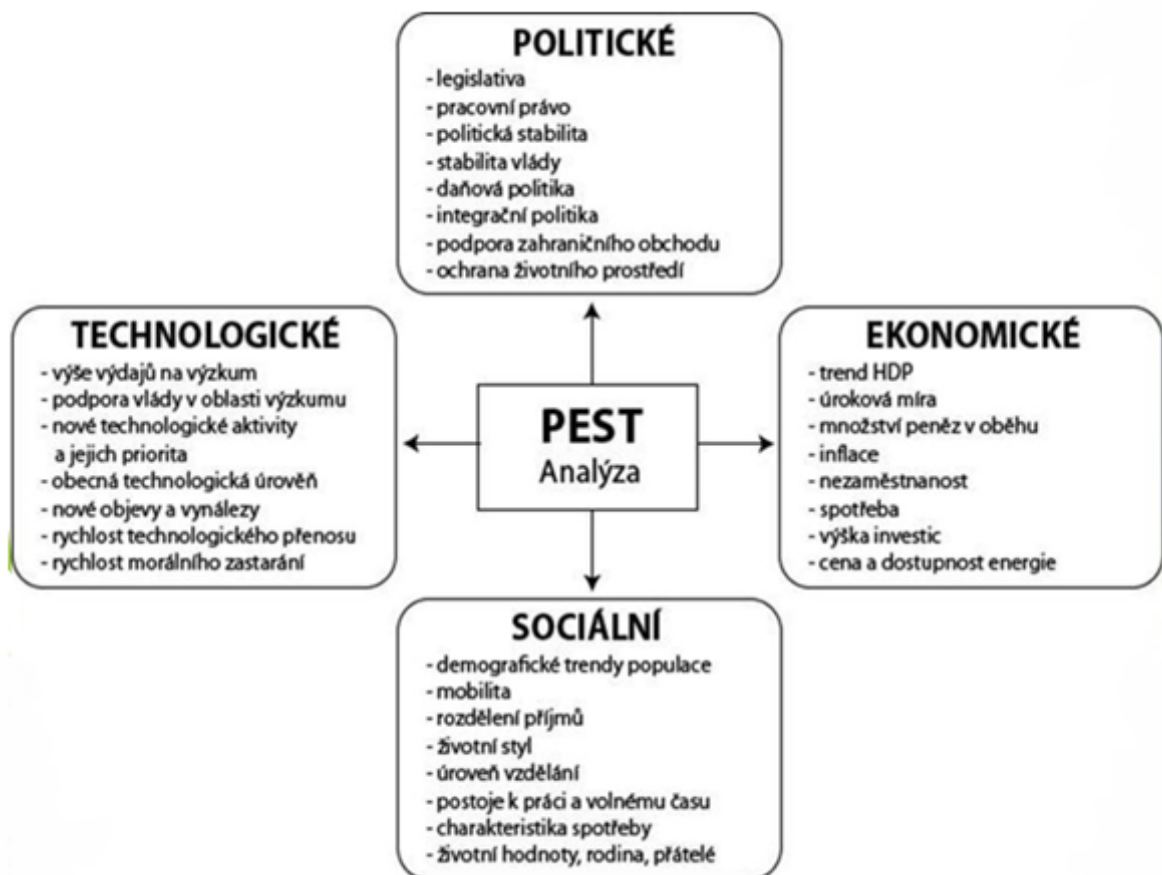 POLITICKÉ
- legislativa
- pracovní právo
- politická stabilita
- stabilita vlády
- daňová politika
- integrační politika
- podpora zahraničního obchodu
- ochrana životního prostředí
TECHNOLOGICKÉ
- výše výdajů na výzkum
- podpora vlády v oblasti výzkumu
- nové technologické aktivity
a jejich priorita
- obecná technologická úrověň
- nové objevy a vynálezy
- rychlost technologického přenosu
- rychlost morálního zastarání
PEST
Analýza
EKONOMICKÉ
- trend HDP
- úroková míra
- množství peněz v oběhu
- inflace
- nezaměstnanost
- spotřeba
- výška investic
- cena a dostupnost energie
SOCIÁLNÍ
- demografické trendy populace
- mobilita
- rozdělení příjmů
- životní styl
- úroveň vzdělání
- postoje k práci a volnému času
- charakteristika spotřeby
- životní hodnoty, rodina, přátelé